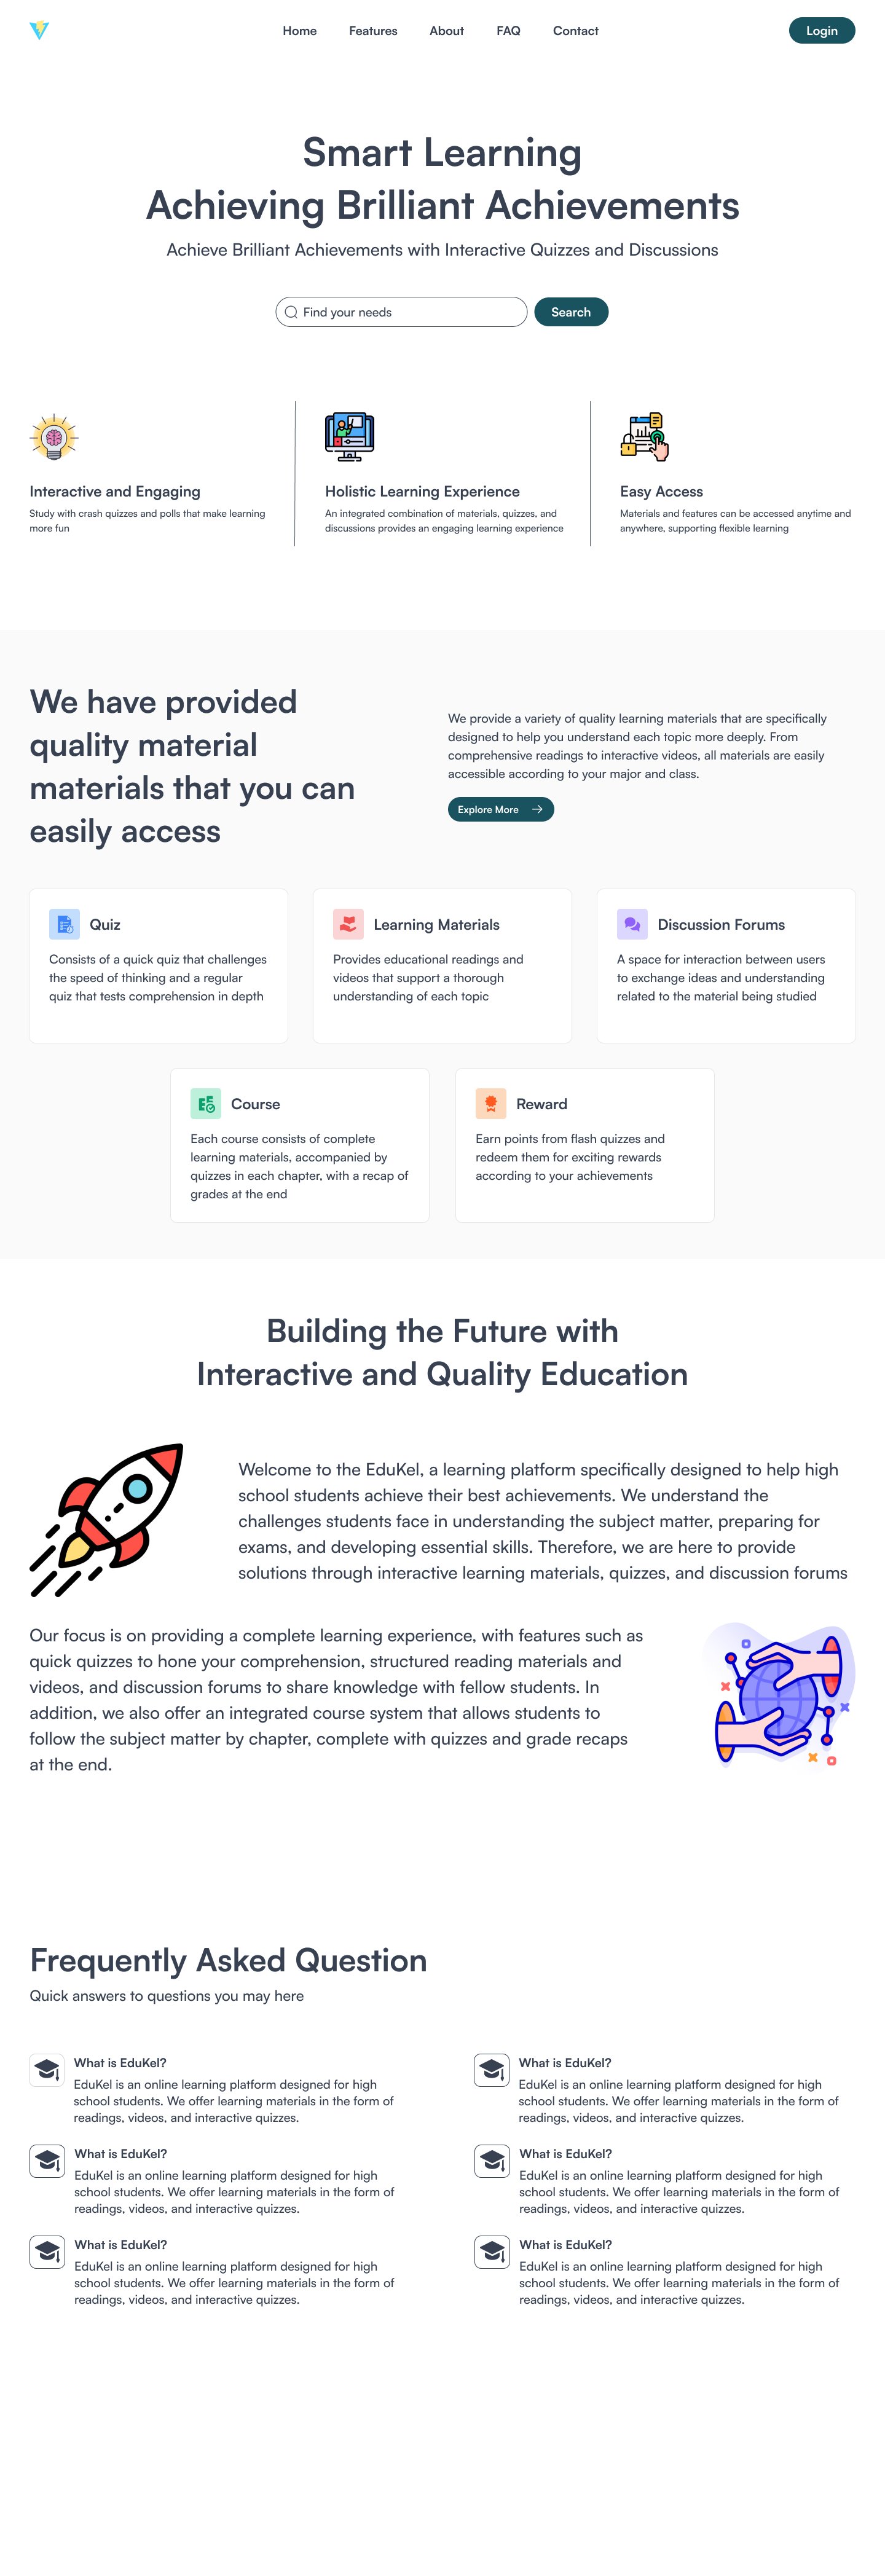 Home Features About FAQ Contact Login
Smart Learning
Achieving Brilliant Achievements
Achieve Brilliant Achievements with Interactive Quizzes and Discussions
Find your needs Search
Interactive and Engaging
Study with crash quizzes and polls that make learning
more fun
Holistic Learning Experience
An integrated combination of materials, quizzes, and
discussions provides an engaging learning experience
Easy Access
Materials and features can be accessed anytime and
anywhere, supporting flexible learning
We have provided
quality material
materials that you can
easily access
We provide a variety of quality learning materials that are specifically
designed to help you understand each topic more deeply. From
comprehensive readings to interactive videos, all materials are easily
accessible according to your major and class.
Explore More
Quiz
Consists of a quick quiz that challenges
the speed of thinking and a regular
quiz that tests comprehension in depth
Learning Materials
Provides educational readings and
videos that support a thorough
understanding of each topic
Discussion Forums
A space for interaction between users
to exchange ideas and understanding
related to the material being studied
Course
Each course consists of complete
learning materials, accompanied by
quizzes in each chapter, with a recap of
grades at the end
Reward
Earn points from flash quizzes and
redeem them for exciting rewards
according to your achievements
Building the Future with
Interactive and Quality Education
Welcome to the EduKel, a learning platform specifically designed to help high
school students achieve their best achievements. We understand the
challenges students face in understanding the subject matter, preparing for
exams, and developing essential skills. Therefore, we are here to provide
solutions through interactive learning materials, quizzes, and discussion forums
Our focus is on providing a complete learning experience, with features such as
quick quizzes to hone your comprehension, structured reading materials and
videos, and discussion forums to share knowledge with fellow students. In
addition, we also offer an integrated course system that allows students to
follow the subject matter by chapter, complete with quizzes and grade recaps
at the end.
Frequently Asked Question
Quick answers to questions you may here
What is EduKel?
EduKel is an online learning platform designed for high
school students. We offer learning materials in the form of
readings, videos, and interactive quizzes.
What is EduKel?
EduKel is an online learning platform designed for high
school students. We offer learning materials in the form of
readings, videos, and interactive quizzes.
What is EduKel?
EduKel is an online learning platform designed for high
school students. We offer learning materials in the form of
readings, videos, and interactive quizzes.
What is EduKel?
EduKel is an online learning platform designed for high
school students. We offer learning materials in the form of
readings, videos, and interactive quizzes.
What is EduKel?
EduKel is an online learning platform designed for high
school students. We offer learning materials in the form of
readings, videos, and interactive quizzes.
What is EduKel?
EduKel is an online learning platform designed for high
school students. We offer learning materials in the form of
readings, videos, and interactive quizzes.